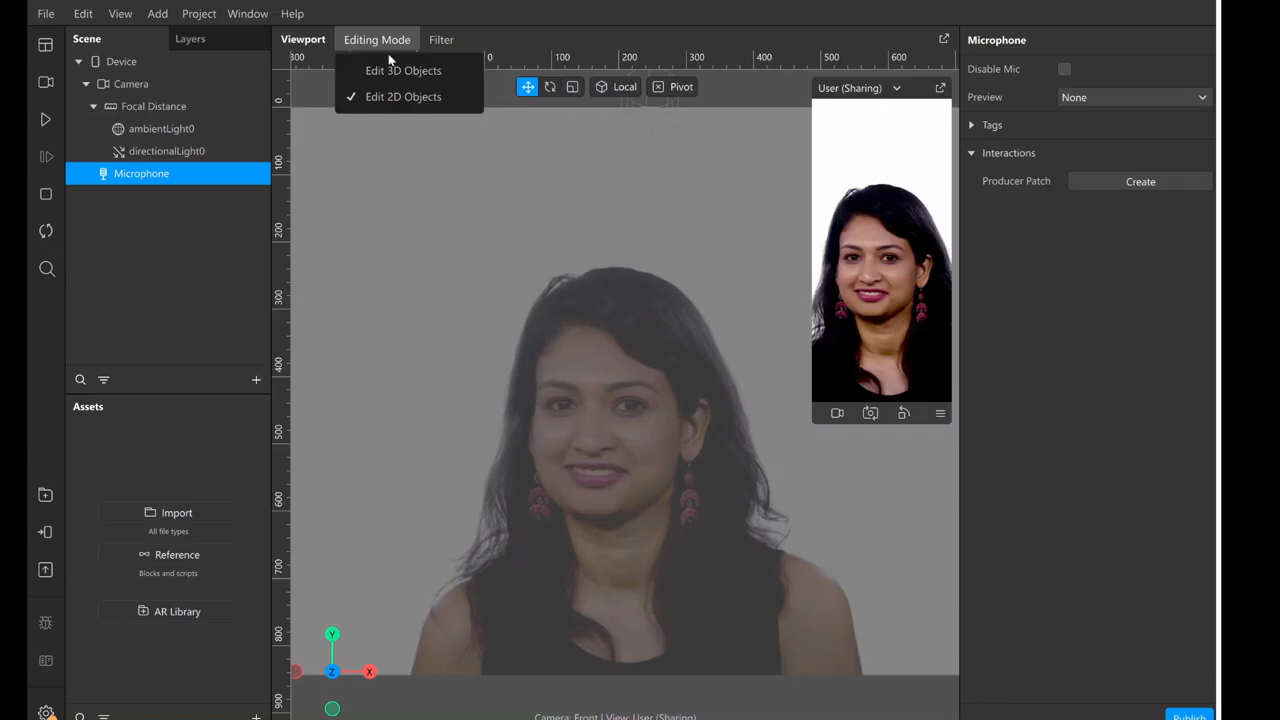 File Edit View Add Project Window Help
Scene Layers
Device
Camera
Focal Distance
ambientLight0
directionalLight0
Microphone
Assets
Import
All file types
Reference
Blocks and scripts
AR Library
Viewport Editing Mode Filter
Edit 3D Objects
Edit 2D Objects
300 0 100 200 300 400 600
0
100
200
300
400
500
600
700
800
900
Local Pivot
User (Sharing)
Y
Z X
Camera: Front | View: User (Sharing)
Microphone
Disable Mic
Preview None
Tags
Interactions
Producer Patch Create
Publish